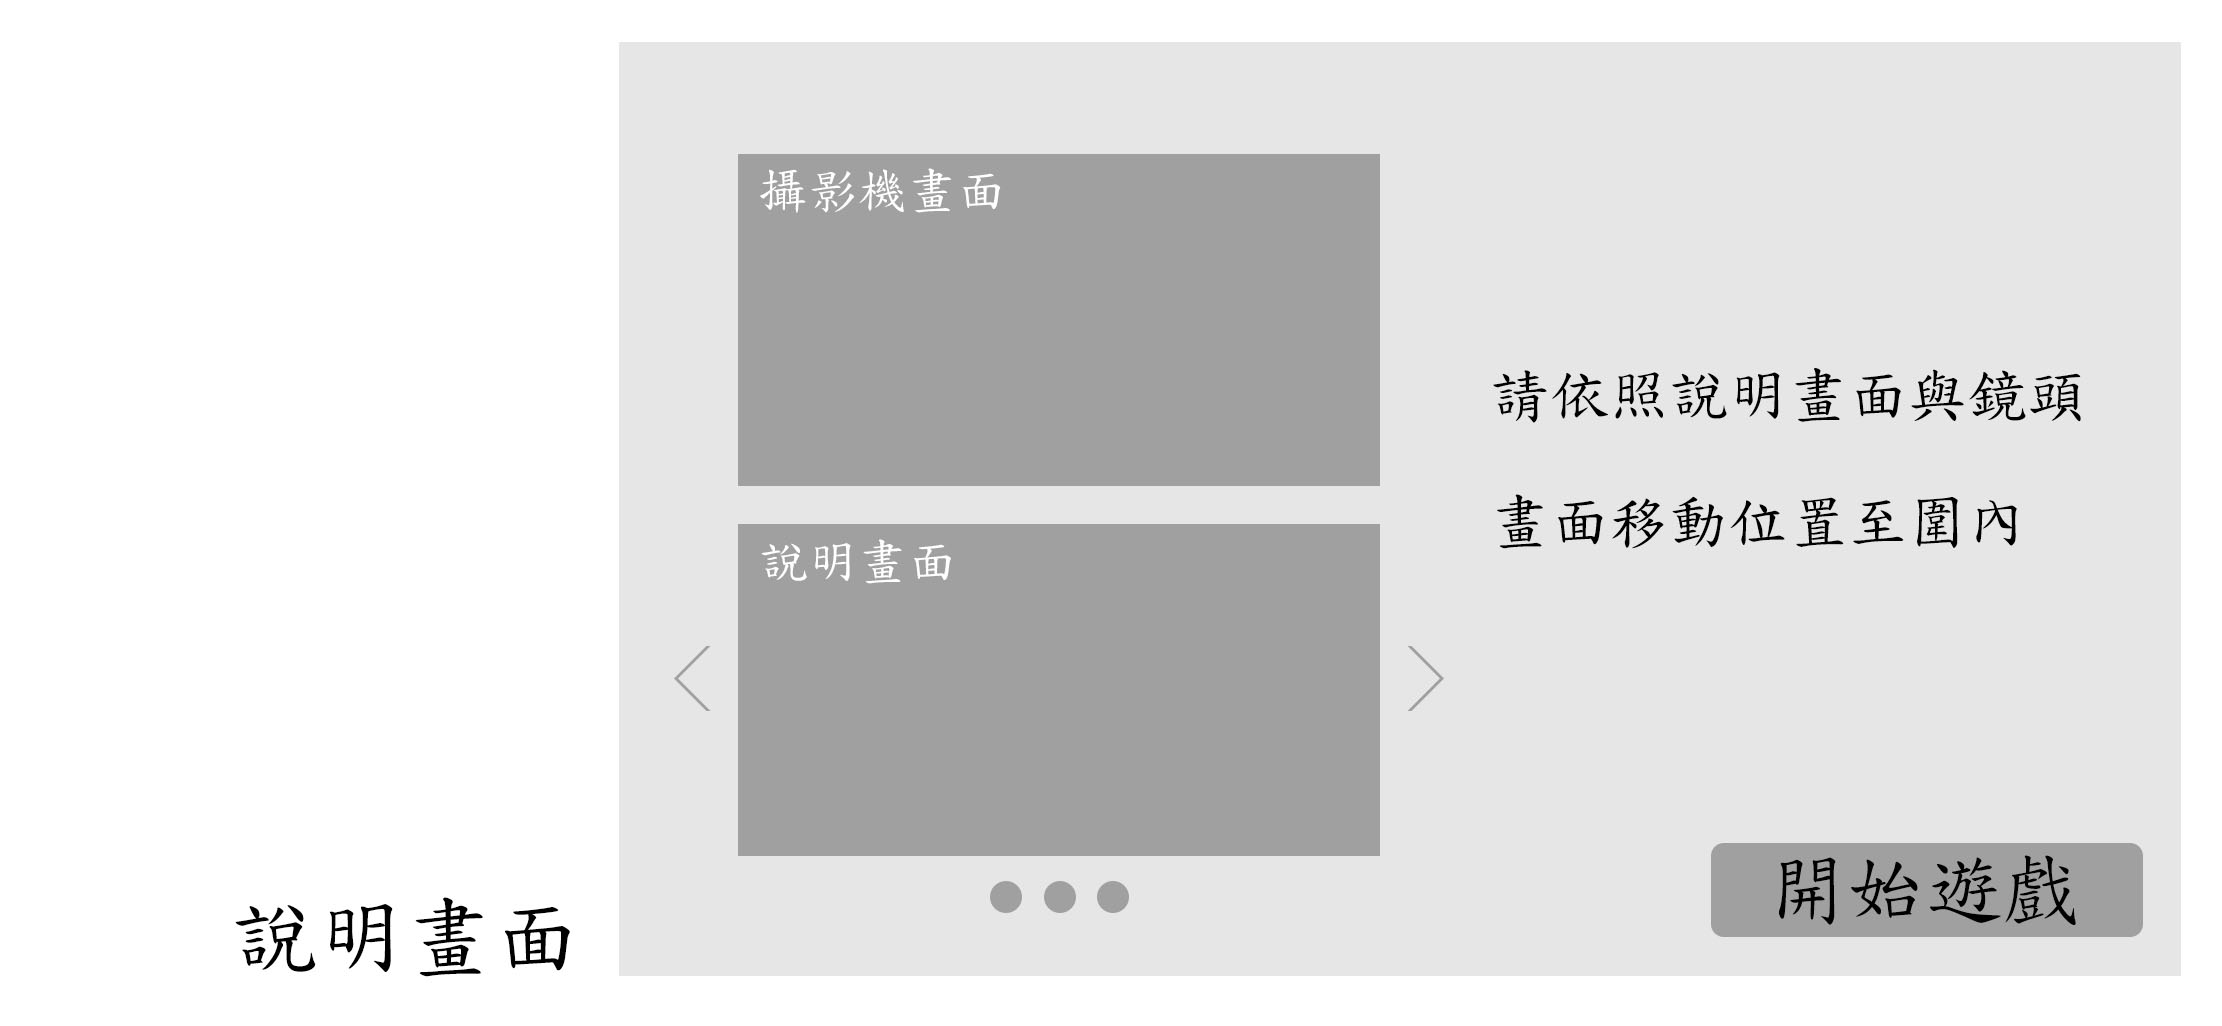 攝影機畫面
請依照說明畫面與鏡頭
畫面移動位置至圍內
說明畫面
開始遊戲
說明畫面